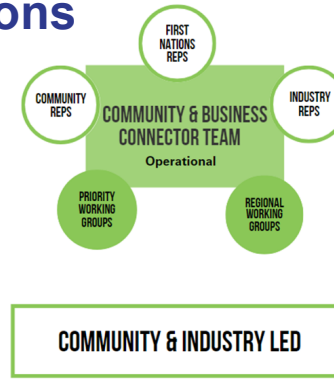 ons
FIRST
NATIONS
REPS
COMMUNITY
REPS
INDUSTRY
REPS
COMMUNITY & BUSINESS
CONNECTOR TEAM
Operational
PRIORITY
WORKING
GROUPS
REGIONAL
WORKING
GROUPS
COMMUNITY & INDUSTRY LED